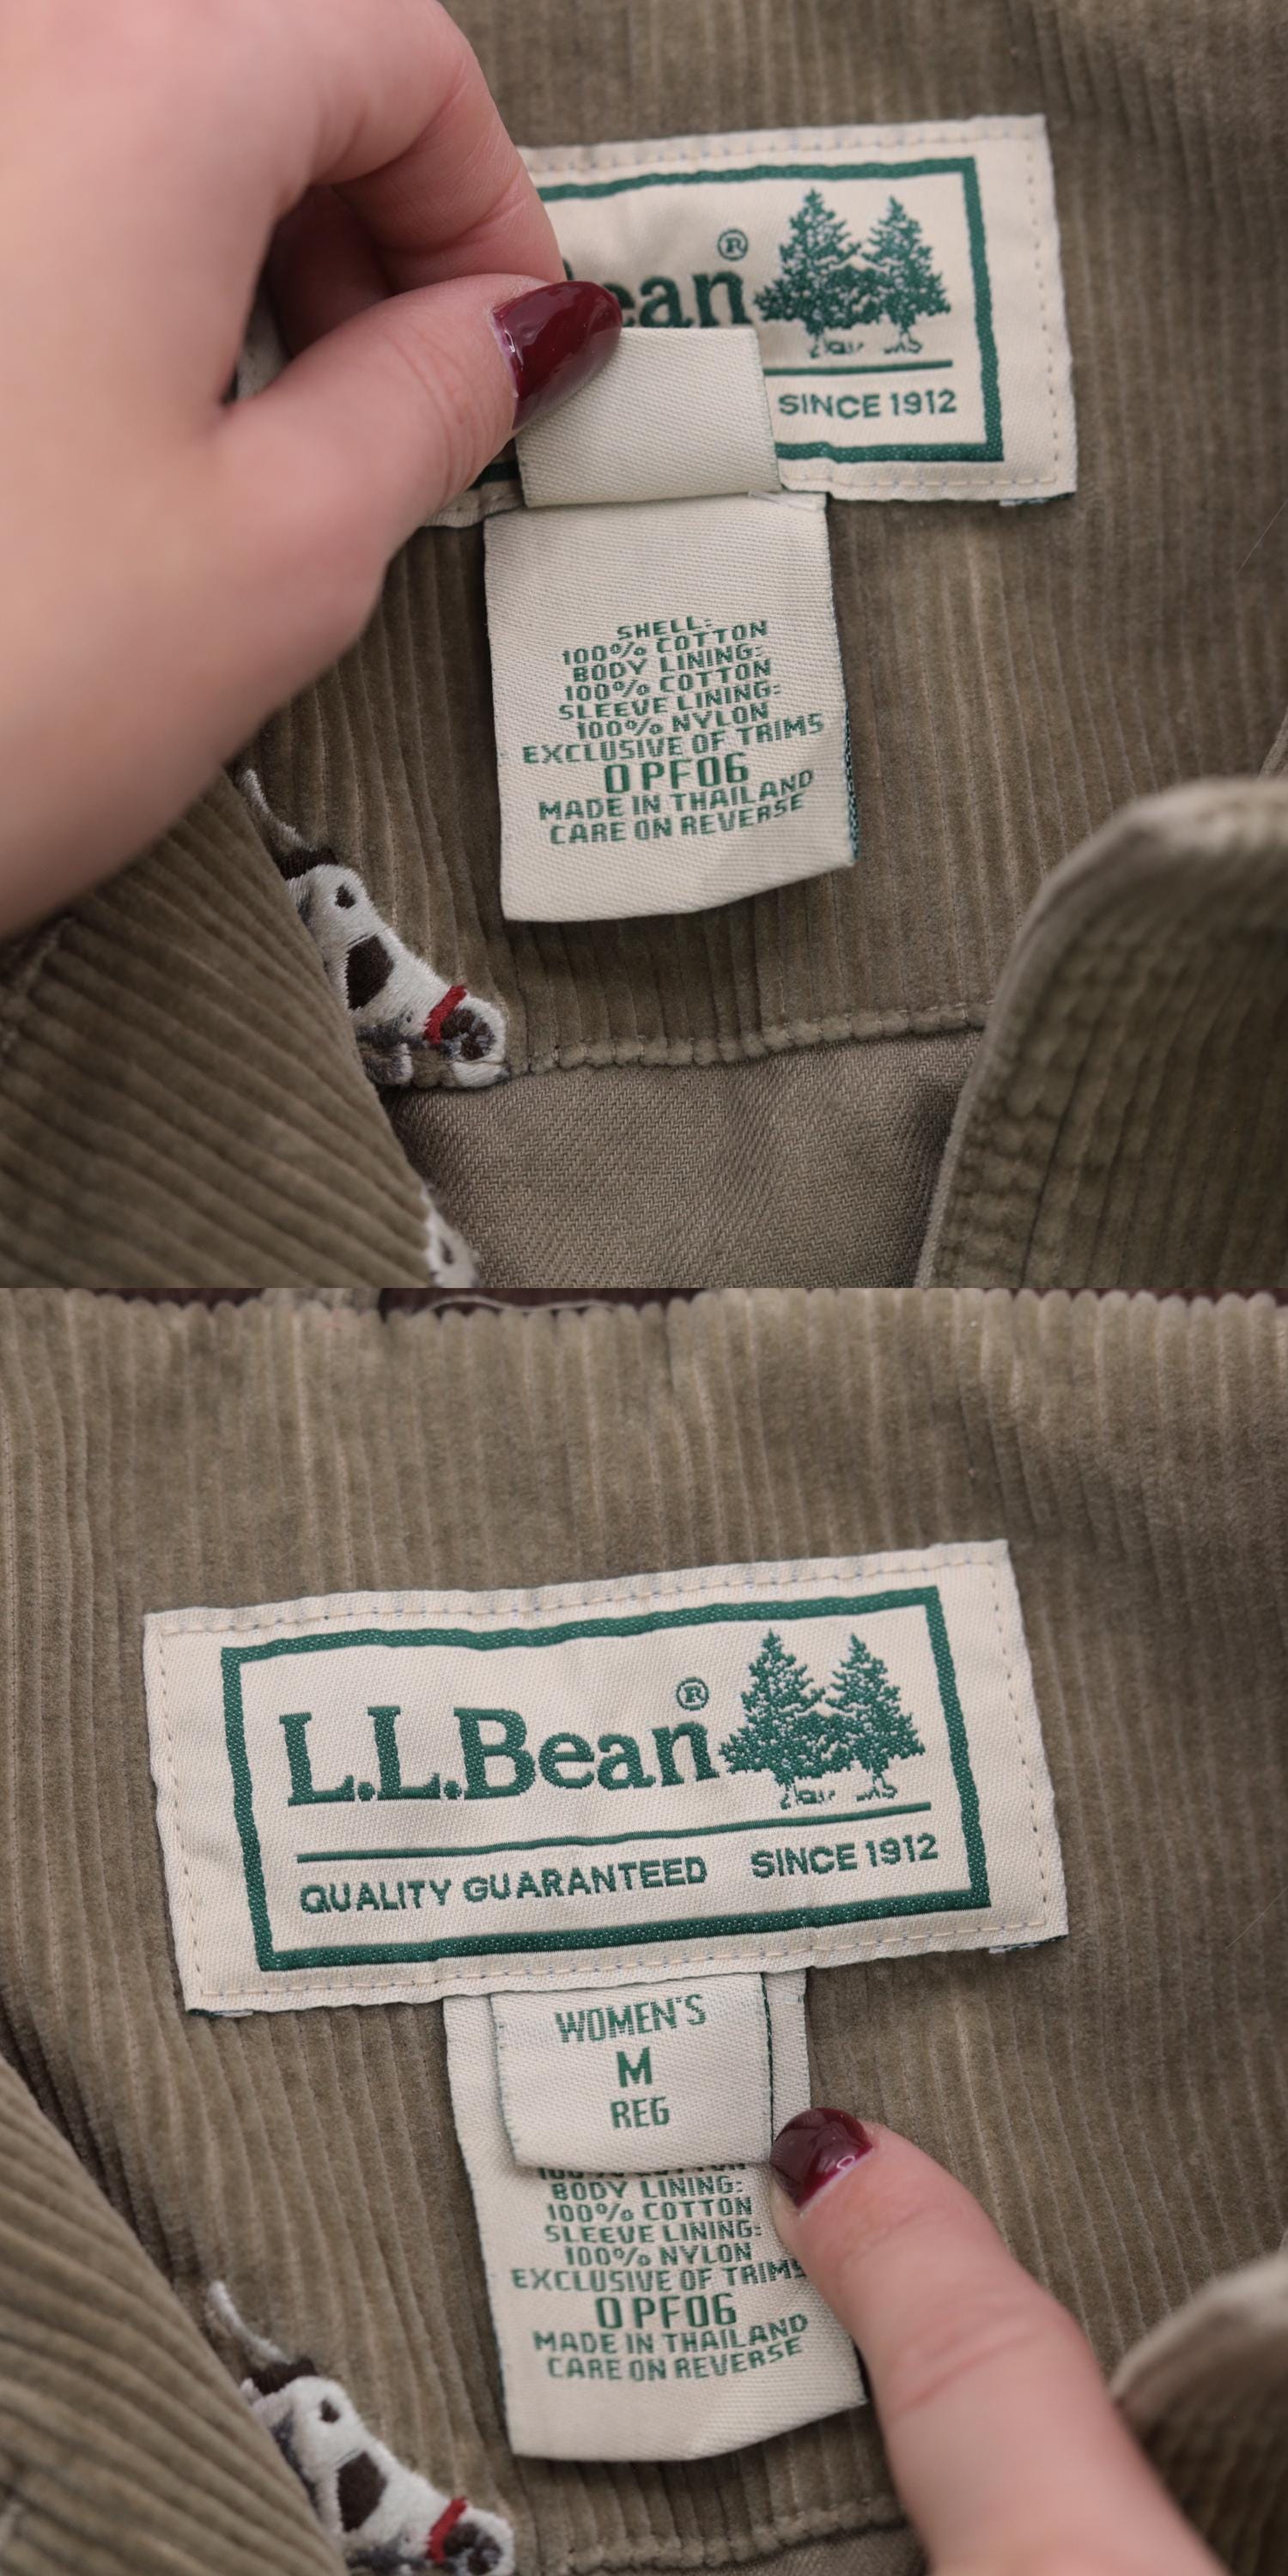 ean®
SINCE 1912
SHELL:
100% COTTON
BODY LINING:
100% COTTON
SLEEVE LINING:
100% NYLON
EXCLUSIVE OF TRIMS
0 PF06
MADE IN THAILAND
CARE ON REVERSE
L.L.Bean®
QUALITY GUARANTEED SINCE 1912
WOMEN'S
M
REG
BODY LINING:
100% COTTON
SLEEVE LINING:
100% NYLON
EXCLUSIVE OF TRIMS
0 PF06
MADE IN THAILAND
CARE ON REVERSE